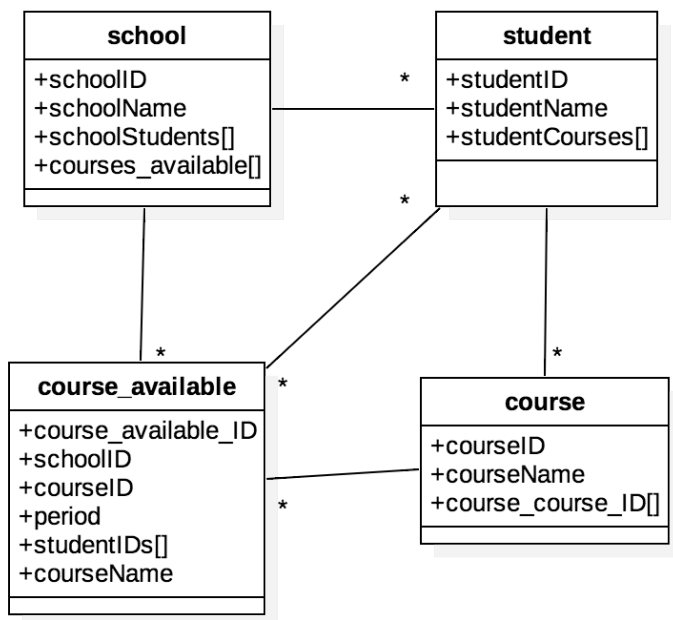 school
+schoolID
+schoolName
+schoolStudents[]
+courses_available[]
student
+studentID
+studentName
+studentCourses[]
*
*
*
*
*
*
course_available
+course_available_ID
+schoolID
+courseID
+period
+studentIDs[]
+courseName
course
+courseID
+courseName
+course_course_ID[]